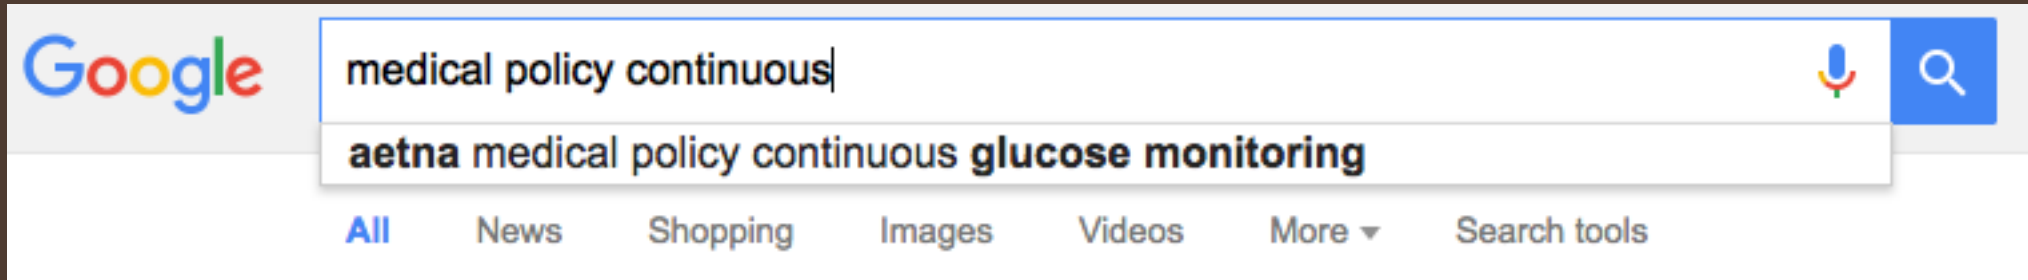 Google
medical policy continuous
aetna medical policy continuous glucose monitoring
All News Shopping Images Videos More Search tools